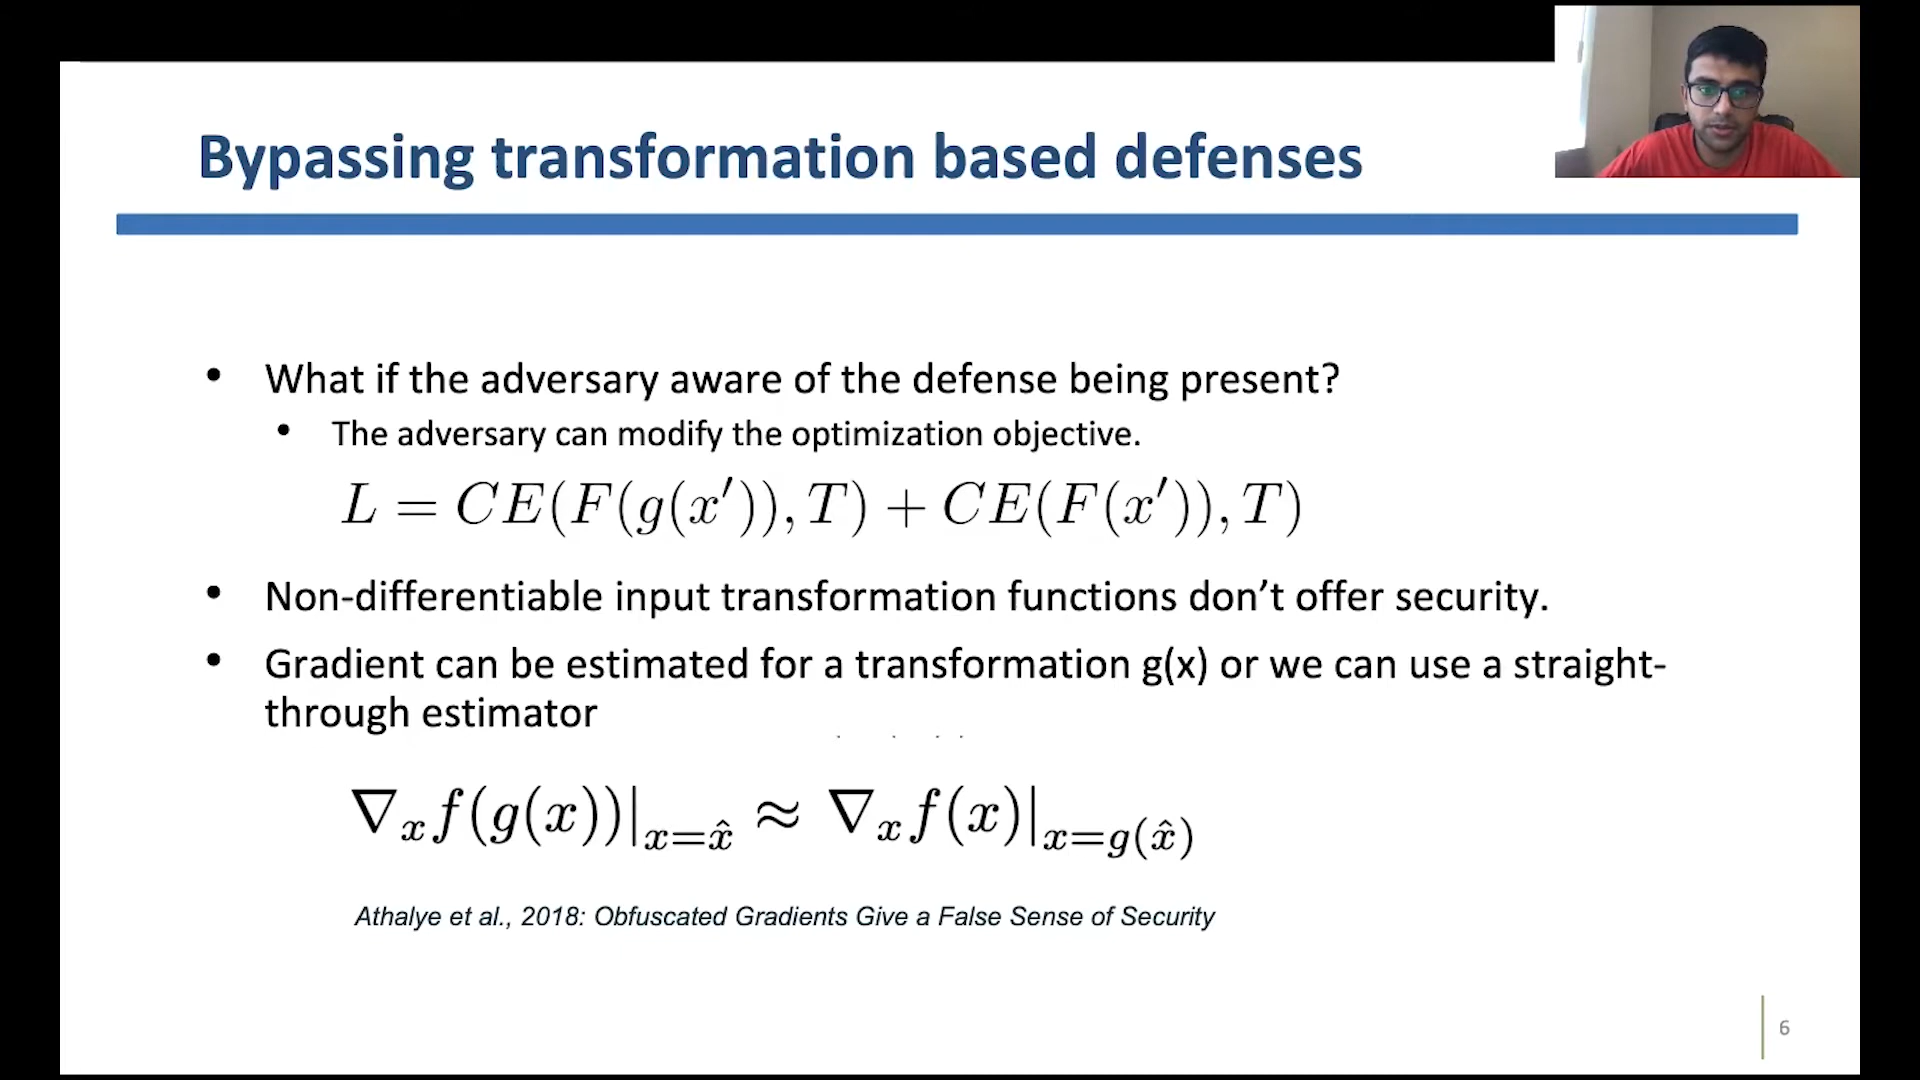 Bypassing transformation based defenses
• What if the adversary aware of the defense being present?
• The adversary can modify the optimization objective.
L = CE(F(g(x′)), T) + CE(F(x′)), T)
• Non-differentiable input transformation functions don’t offer security.
• Gradient can be estimated for a transformation g(x) or we can use a straight-
through estimator
∇ₓf(g(x))|ₓ₌x̂ ≈ ∇ₓf(x)|ₓ₌g(x̂)
Athalye et al., 2018: Obfuscated Gradients Give a False Sense of Security
6